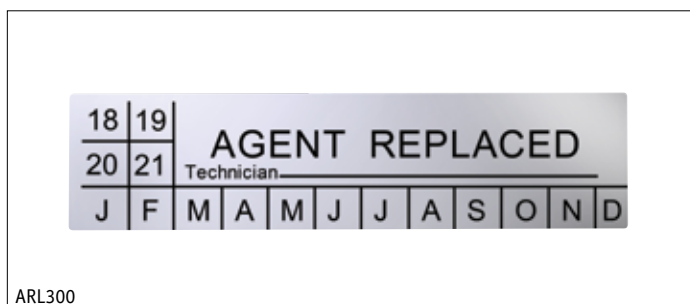 18 19
AGENT REPLACED
20 21
Technician
J F M A M J J A S O N D
ARL300